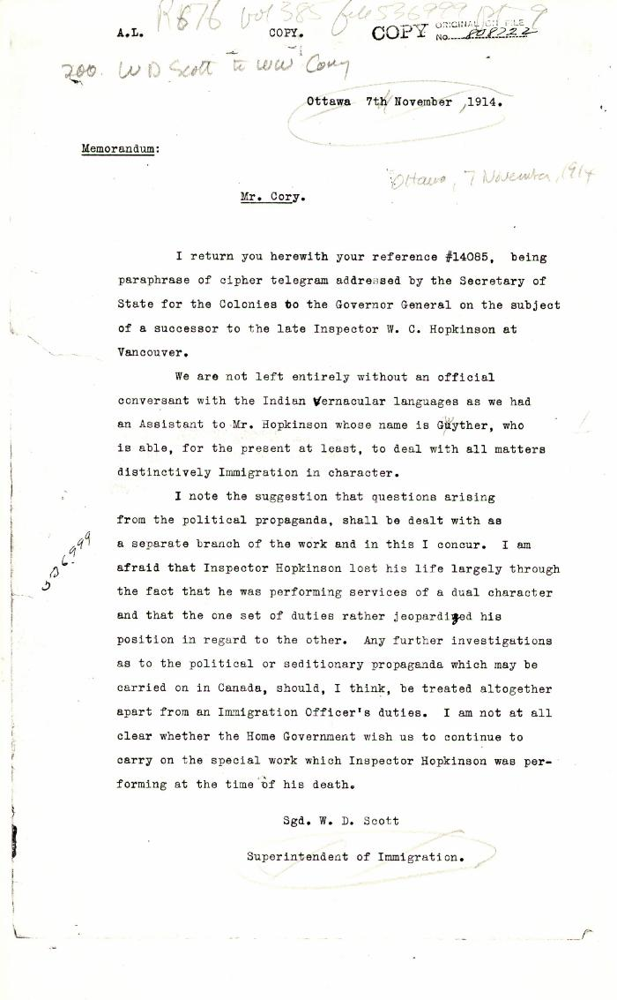 RG76 vol 385 file 536999 pt 9
A.L. COPY. COPY ORIGINAL ON FILE
NO. 808722
200. W D Scott to WW Cory
Ottawa 7th November ,1914.
Memorandum:
Ottawa, 7 November, 1914
Mr. Cory.
I return you herewith your reference #14085, being
paraphrase of cipher telegram addressed by the Secretary of
State for the Colonies to the Governor General on the subject
of a successor to the late Inspector W. C. Hopkinson at
Vancouver.
We are not left entirely without an official
conversant with the Indian Vernacular languages as we had
an Assistant to Mr. Hopkinson whose name is Gwyther, who
is able, for the present at least, to deal with all matters
distinctively Immigration in character.
I note the suggestion that questions arising
from the political propaganda, shall be dealt with as
a separate branch of the work and in this I concur. I am
afraid that Inspector Hopkinson lost his life largely through
the fact that he was performing services of a dual character
and that the one set of duties rather jeopardized his
position in regard to the other. Any further investigations
as to the political or seditionary propaganda which may be
carried on in Canada, should, I think, be treated altogether
apart from an Immigration Officer's duties. I am not at all
clear whether the Home Government wish us to continue to
carry on the special work which Inspector Hopkinson was per-
forming at the time of his death.
536999
Sgd. W. D. Scott
Superintendent of Immigration.